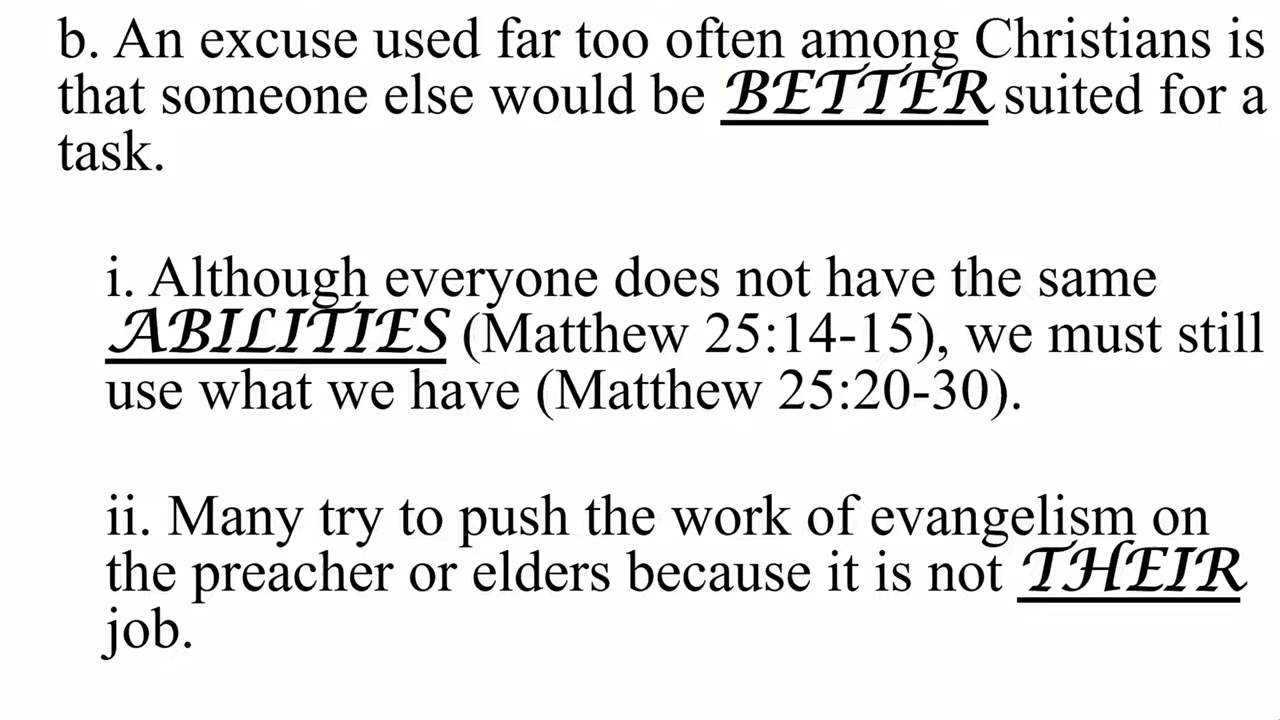 b. An excuse used far too often among Christians is
that someone else would be BETTER suited for a
task.
i. Although everyone does not have the same
ABILITIES (Matthew 25:14-15), we must still
use what we have (Matthew 25:20-30).
ii. Many try to push the work of evangelism on
the preacher or elders because it is not THEIR
job.